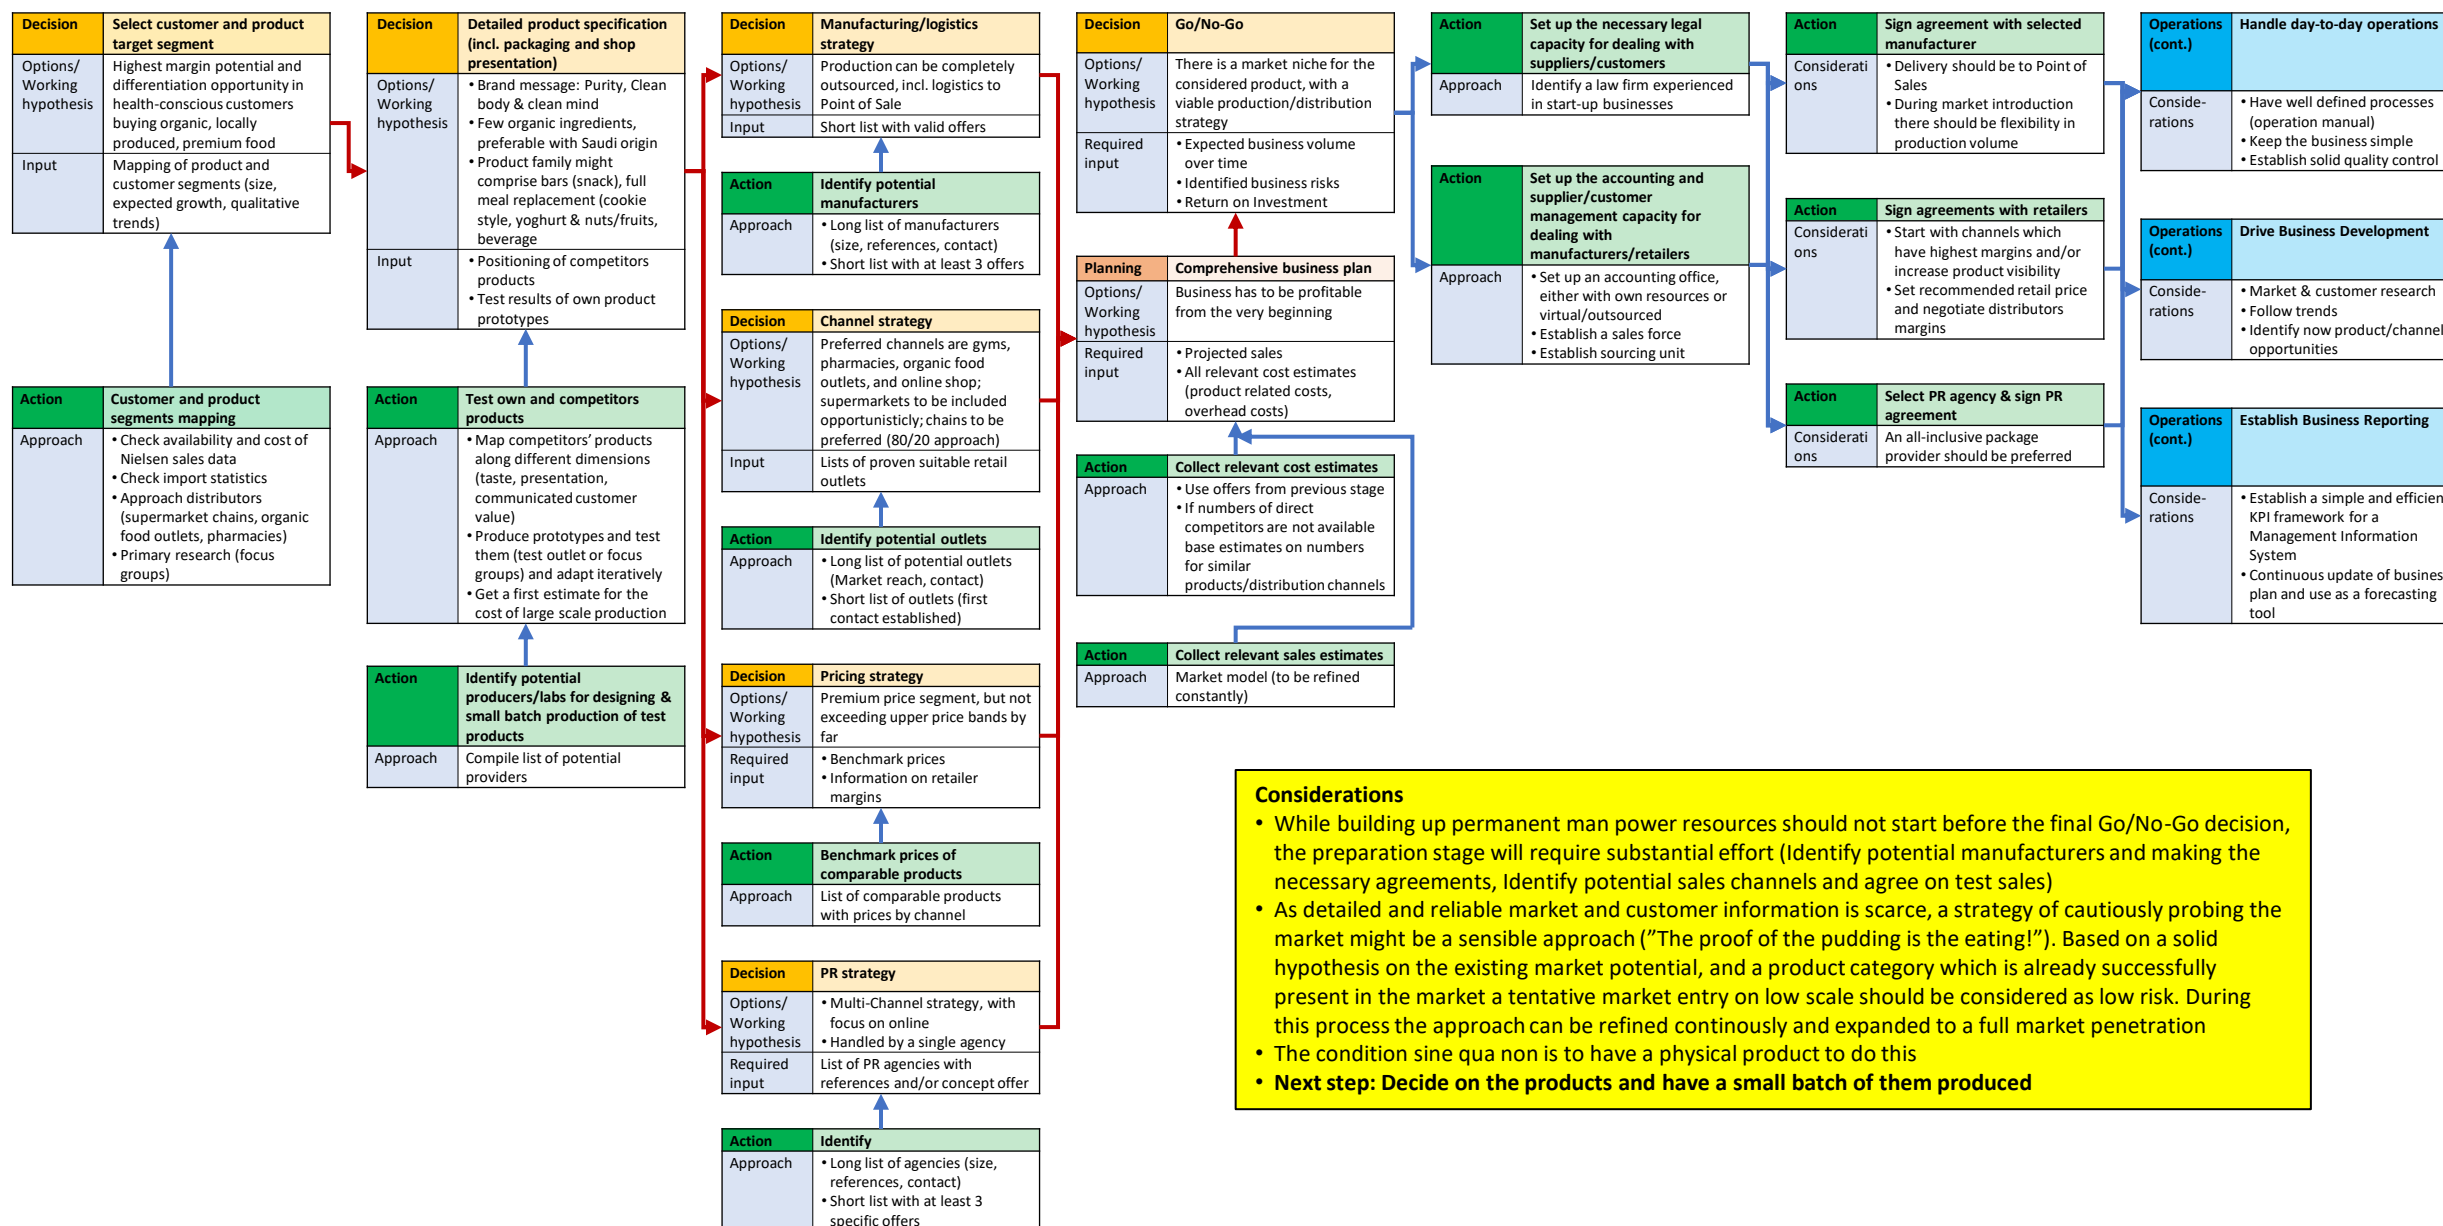 Decision
Select customer and product
target segment
Options/
Working
hypothesis
Highest margin potential and
differentiation opportunity in
health-conscious customers
buying organic, locally
produced, premium food
Input
Mapping of product and
customer segments (size,
expected growth, qualitative
trends)
Action
Customer and product
segments mapping
Approach
• Check availability and cost of
Nielsen sales data
• Check import statistics
• Approach distributors
(supermarket chains, organic
food outlets, pharmacies)
• Primary research (focus
groups)
Decision
Detailed product specification
(incl. packaging and shop
presentation)
Options/
Working
hypothesis
• Brand message: Purity, Clean
body & clean mind
• Few organic ingredients,
preferable with Saudi origin
• Product family might
comprise bars (snack), full
meal replacement (cookie
style, yoghurt & nuts/fruits,
beverage
Input
• Positioning of competitors
products
• Test results of own product
prototypes
Action
Test own and competitors
products
Approach
• Map competitors' products
along different dimensions
(taste, presentation,
communicated customer
value)
• Produce prototypes and test
them (test outlet or focus
groups) and adapt iteratively
• Get a first estimate for the
cost of large scale production
Action
Identify potential
producers/labs for designing &
small batch production of test
products
Approach
Compile list of potential
providers
Decision
Manufacturing/logistics
strategy
Options/
Working
hypothesis
Production can be completely
outsourced, incl. logistics to
Point of Sale
Input
Short list with valid offers
Action
Identify potential
manufacturers
Approach
• Long list of manufacturers
(size, references, contact)
• Short list with at least 3 offers
Decision
Channel strategy
Options/
Working
hypothesis
Preferred channels are gyms,
pharmacies, organic food
outlets, and online shop;
supermarkets to be included
opportunisticly; chains to be
preferred (80/20 approach)
Input
Lists of proven suitable retail
outlets
Action
Identify potential outlets
Approach
• Long list of potential outlets
(Market reach, contact)
• Short list of outlets (first
contact established)
Decision
Pricing strategy
Options/
Working
hypothesis
Premium price segment, but not
exceeding upper price bands by
far
Required
input
• Benchmark prices
• Information on retailer
margins
Action
Benchmark prices of
comparable products
Approach
List of comparable products
with prices by channel
Decision
PR strategy
Options/
Working
hypothesis
• Multi-Channel strategy, with
focus on online
• Handled by a single agency
Required
input
List of PR agencies with
references and/or concept offer
Action
Identify
Approach
• Long list of agencies (size,
references, contact)
• Short list with at least 3
specific offers
Decision
Go/No-Go
Options/
Working
hypothesis
There is a market niche for the
considered product, with a
viable production/distribution
strategy
Required
input
• Expected business volume
over time
• Identified business risks
• Return on Investment
Planning
Comprehensive business plan
Options/
Working
hypothesis
Business has to be profitable
from the very beginning
Required
input
• Projected sales
• All relevant cost estimates
(product related costs,
overhead costs)
Action
Collect relevant cost estimates
Approach
• Use offers from previous stage
• If numbers of direct
competitors are not available
base estimates on numbers
for similar
products/distribution channels
Action
Collect relevant sales estimates
Approach
Market model (to be refined
constantly)
Action
Set up the necessary legal
capacity for dealing with
suppliers/customers
Approach
Identify a law firm experienced
in start-up businesses
Action
Set up the accounting and
supplier/customer
management capacity for
dealing with
manufacturers/retailers
Approach
• Set up an accounting office,
either with own resources or
virtual/outsourced
• Establish a sales force
• Establish sourcing unit
Action
Sign agreement with selected
manufacturer
Considerati
ons
• Delivery should be to Point of
Sales
• During market introduction
there should be flexibility in
production volume
Action
Sign agreements with retailers
Considerati
ons
• Start with channels which
have highest margins and/or
increase product visibility
• Set recommended retail price
and negotiate distributors
margins
Action
Select PR agency & sign PR
agreement
Considerati
ons
An all-inclusive package
provider should be preferred
Operations
(cont.)
Handle day-to-day operations
Conside-
rations
• Have well defined processes
(operation manual)
• Keep the business simple
• Establish solid quality control
Operations
(cont.)
Drive Business Development
Conside-
rations
• Market & customer research
• Follow trends
• Identify now product/channel
opportunities
Operations
(cont.)
Establish Business Reporting
Conside-
rations
• Establish a simple and efficien
KPI framework for a
Management Information
System
• Continuous update of busines
plan and use as a forecasting
tool
Considerations
• While building up permanent man power resources should not start before the final Go/No-Go decision,
the preparation stage will require substantial effort (Identify potential manufacturers and making the
necessary agreements, Identify potential sales channels and agree on test sales)
• As detailed and reliable market and customer information is scarce, a strategy of cautiously probing the
market might be a sensible approach (”The proof of the pudding is the eating!”). Based on a solid
hypothesis on the existing market potential, and a product category which is already successfully
present in the market a tentative market entry on low scale should be considered as low risk. During
this process the approach can be refined continously and expanded to a full market penetration
• The condition sine qua non is to have a physical product to do this
• Next step: Decide on the products and have a small batch of them produced